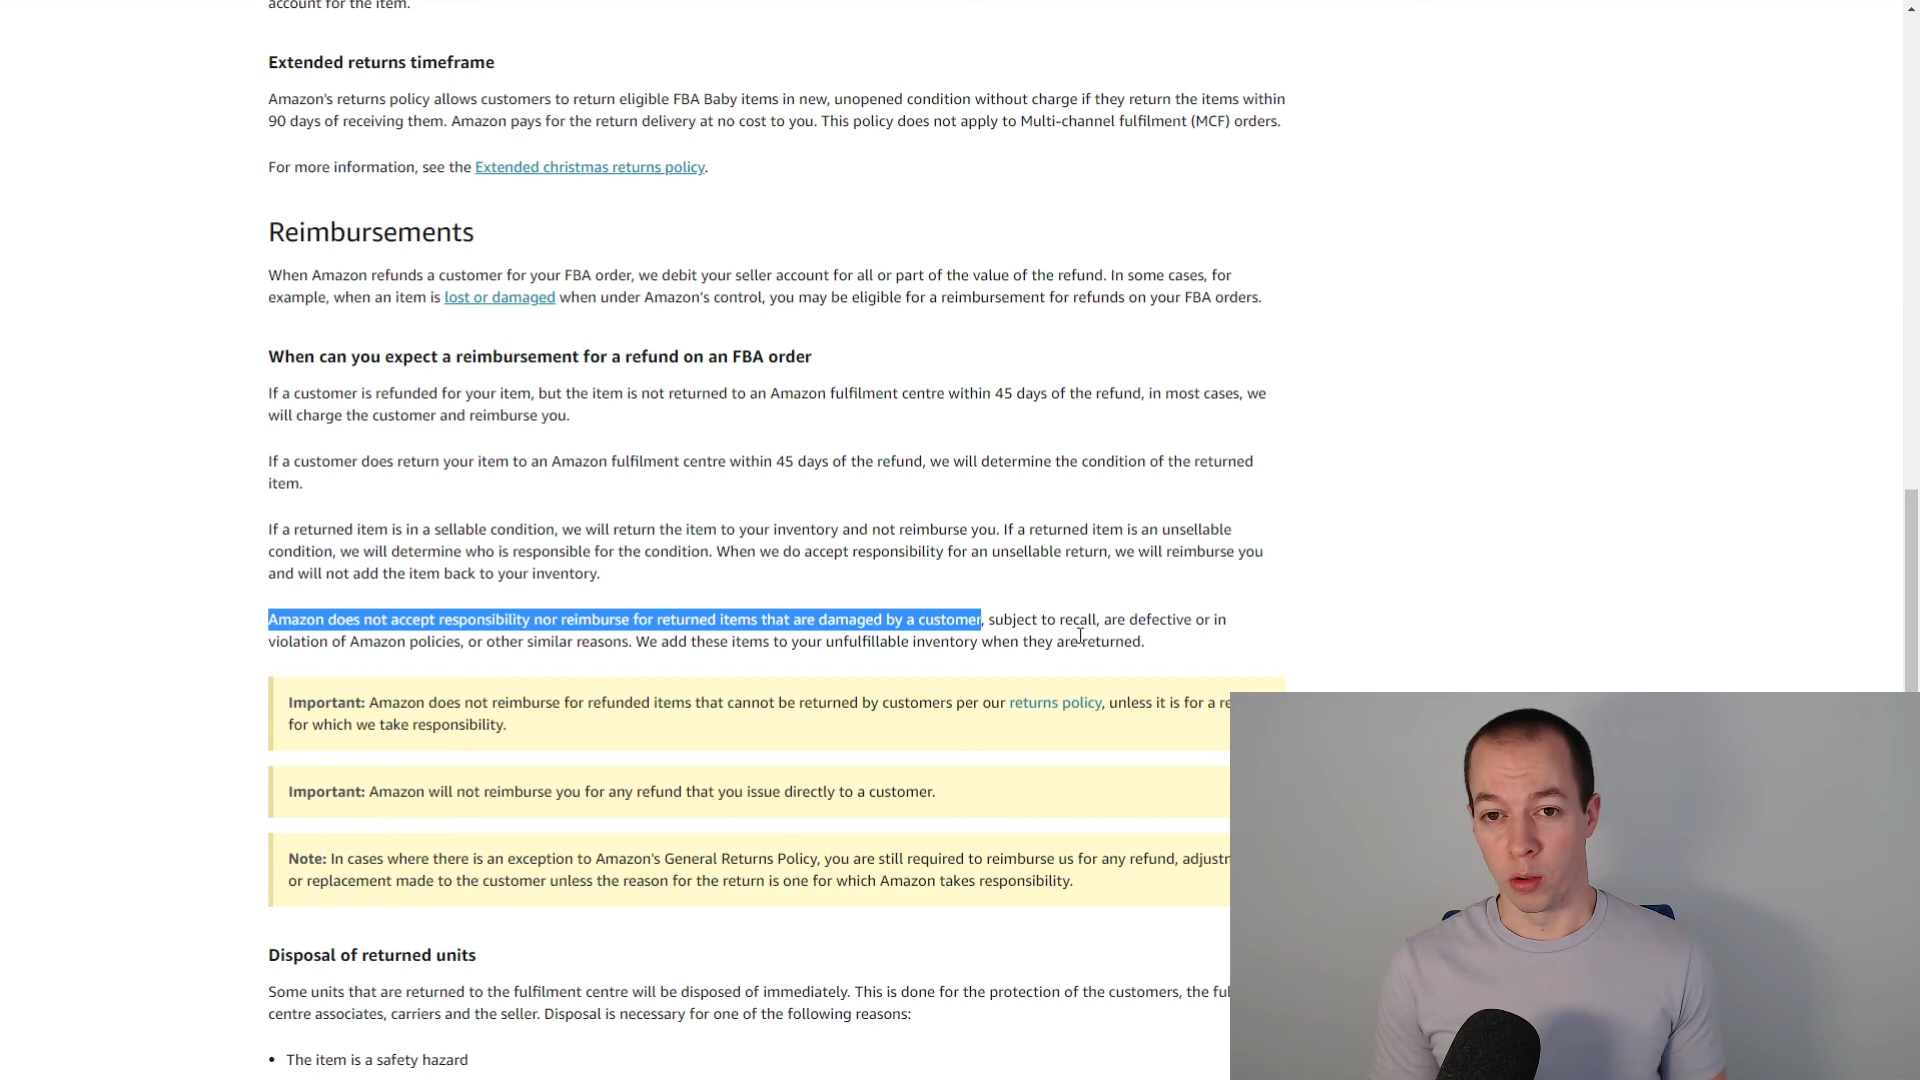 account for the item.
Extended returns timeframe
Amazon's returns policy allows customers to return eligible FBA Baby items in new, unopened condition without charge if they return the items within
90 days of receiving them. Amazon pays for the return delivery at no cost to you. This policy does not apply to Multi-channel fulfilment (MCF) orders.
For more information, see the Extended christmas returns policy.
Reimbursements
When Amazon refunds a customer for your FBA order, we debit your seller account for all or part of the value of the refund. In some cases, for
example, when an item is lost or damaged when under Amazon's control, you may be eligible for a reimbursement for refunds on your FBA orders.
When can you expect a reimbursement for a refund on an FBA order
If a customer is refunded for your item, but the item is not returned to an Amazon fulfilment centre within 45 days of the refund, in most cases, we
will charge the customer and reimburse you.
If a customer does return your item to an Amazon fulfilment centre within 45 days of the refund, we will determine the condition of the returned
item.
If a returned item is in a sellable condition, we will return the item to your inventory and not reimburse you. If a returned item is an unsellable
condition, we will determine who is responsible for the condition. When we do accept responsibility for an unsellable return, we will reimburse you
and will not add the item back to your inventory.
Amazon does not accept responsibility nor reimburse for returned items that are damaged by a customer, subject to recall, are defective or in
violation of Amazon policies, or other similar reasons. We add these items to your unfulfillable inventory when they are returned.
Important: Amazon does not reimburse for refunded items that cannot be returned by customers per our returns policy, unless it is for a
for which we take responsibility.
Important: Amazon will not reimburse you for any refund that you issue directly to a customer.
Note: In cases where there is an exception to Amazon's General Returns Policy, you are still required to reimburse us for any refund,
or replacement made to the customer unless the reason for the return is one for which Amazon takes responsibility.
Disposal of returned units
Some units that are returned to the fulfilment centre will be disposed of immediately. This is done for the protection of the customers, the
centre associates, carriers and the seller. Disposal is necessary for one of the following reasons:
• The item is a safety hazard